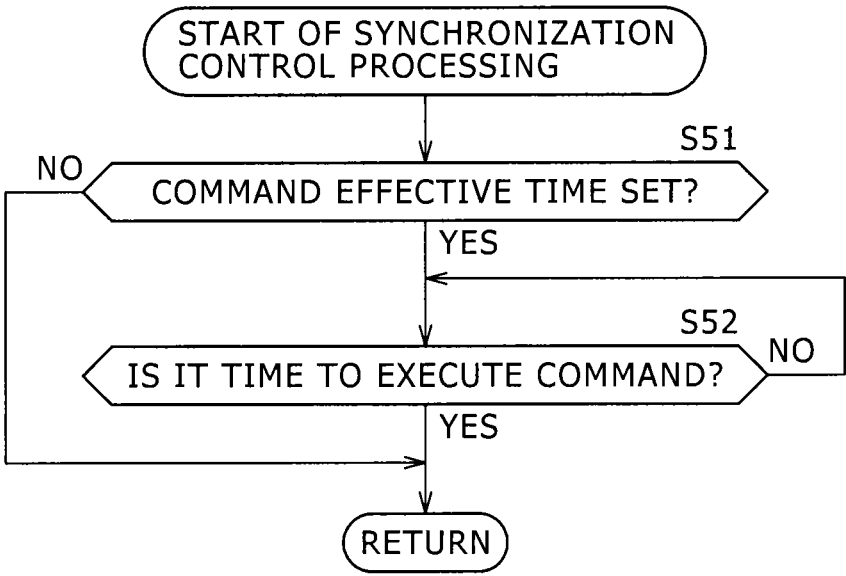 START OF SYNCHRONIZATION
CONTROL PROCESSING
S51
NO
COMMAND EFFECTIVE TIME SET?
YES
S52
NO
IS IT TIME TO EXECUTE COMMAND?
YES
RETURN